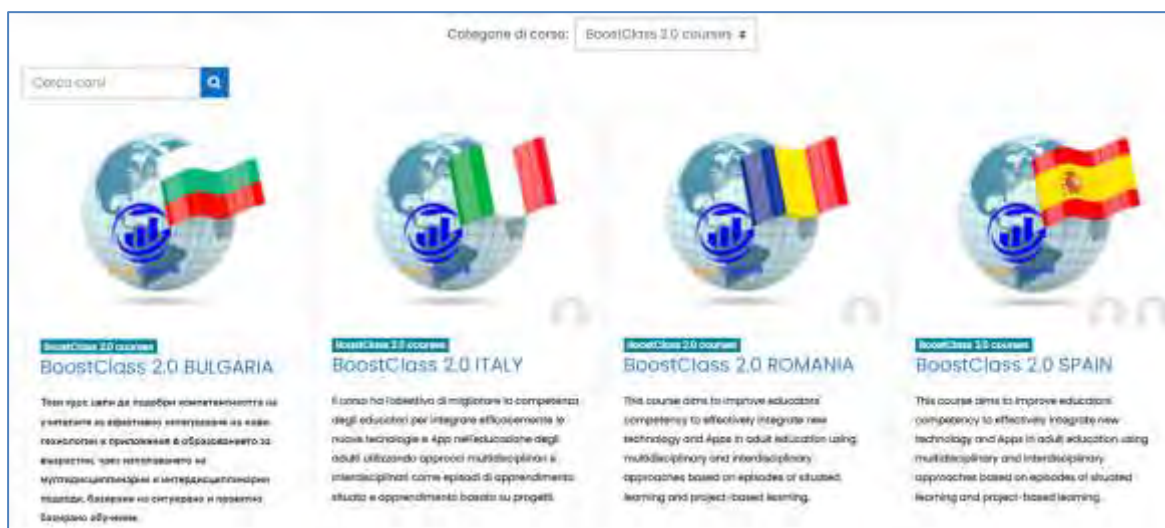 Categorie di corso: BoostClass 2.0 courses
Cerca corsi
BoostClass 2.0 courses
BoostClass 2.0 BULGARIA
Този курс цели да подобри компетентността на
учителите за ефективно интегриране на нови
технологии и приложения в образованието за
възрастни, чрез използването на
мултидисциплинарни и интердисциплинарни
подходи, базирани на ситуирано и проектно
базирано обучение.
BoostClass 2.0 courses
BoostClass 2.0 ITALY
Il corso ha l'obiettivo di migliorare la competenza
degli educatori per integrare efficacemente le
nuove tecnologie e App nell'educazione degli
adulti utilizzando approcci multidisciplinari e
interdisciplinari come episodi di apprendimento
situato e apprendimento basato su progetti.
BoostClass 2.0 courses
BoostClass 2.0 ROMANIA
This course aims to improve educators'
competency to effectively integrate new
technology and Apps in adult education using
multidisciplinary and interdisciplinary
approaches based on episodes of situated
learning and project-based learning.
BoostClass 2.0 courses
BoostClass 2.0 SPAIN
This course aims to improve educators'
competency to effectively integrate new
technology and Apps in adult education using
multidisciplinary and interdisciplinary
approaches based on episodes of situated
learning and project-based learning.